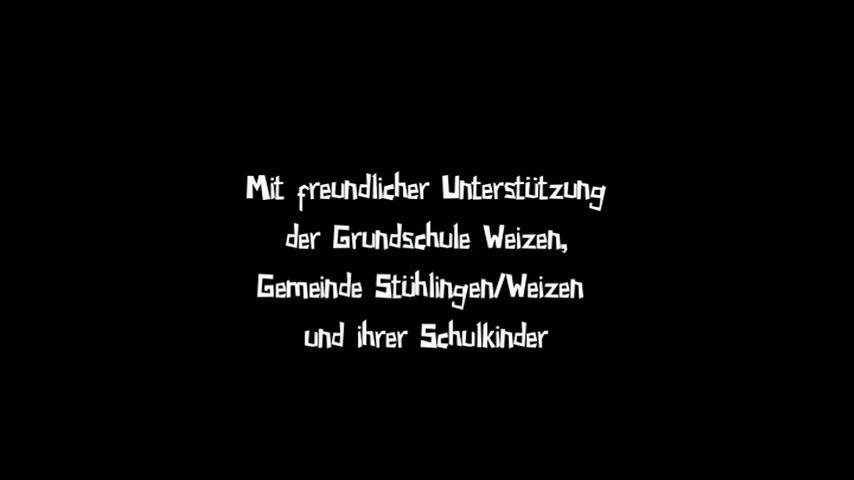 Mit freundlicher Unterstützung
der Grundschule Weizen,
Gemeinde Stühlingen/Weizen
und ihrer Schulkinder